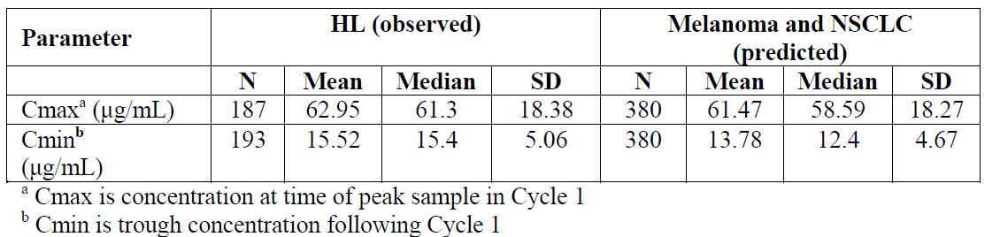 Parameter HL (observed) Melanoma and NSCLC
(predicted)
N Mean Median SD N Mean Median SD
Cmaxᵃ (μg/mL) 187 62.95 61.3 18.38 380 61.47 58.59 18.27
Cminᵇ 193 15.52 15.4 5.06 380 13.78 12.4 4.67
(μg/mL)
ᵃ Cmax is concentration at time of peak sample in Cycle 1
ᵇ Cmin is trough concentration following Cycle 1